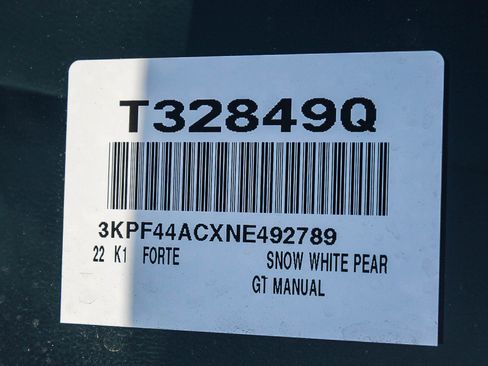 T32849Q
3KPF44ACXNE492789
22 K1 FORTE SNOW WHITE PEAR
GT MANUAL